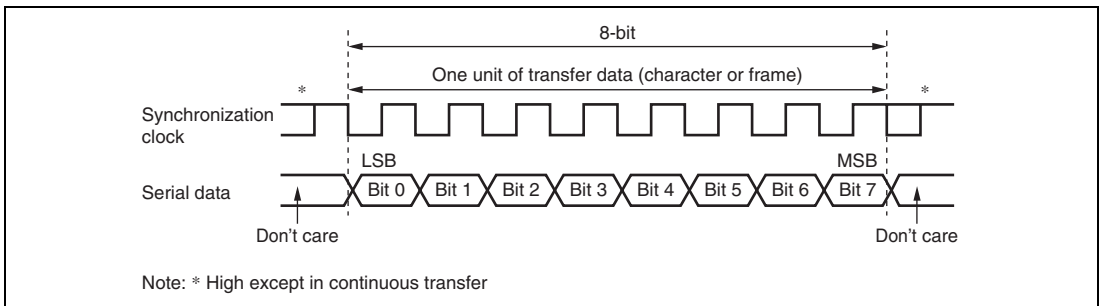 8-bit
One unit of transfer data (character or frame)
* *
Synchronization
clock
LSB MSB
Serial data Bit 0 Bit 1 Bit 2 Bit 3 Bit 4 Bit 5 Bit 6 Bit 7
Don't care Don't care
Note: * High except in continuous transfer